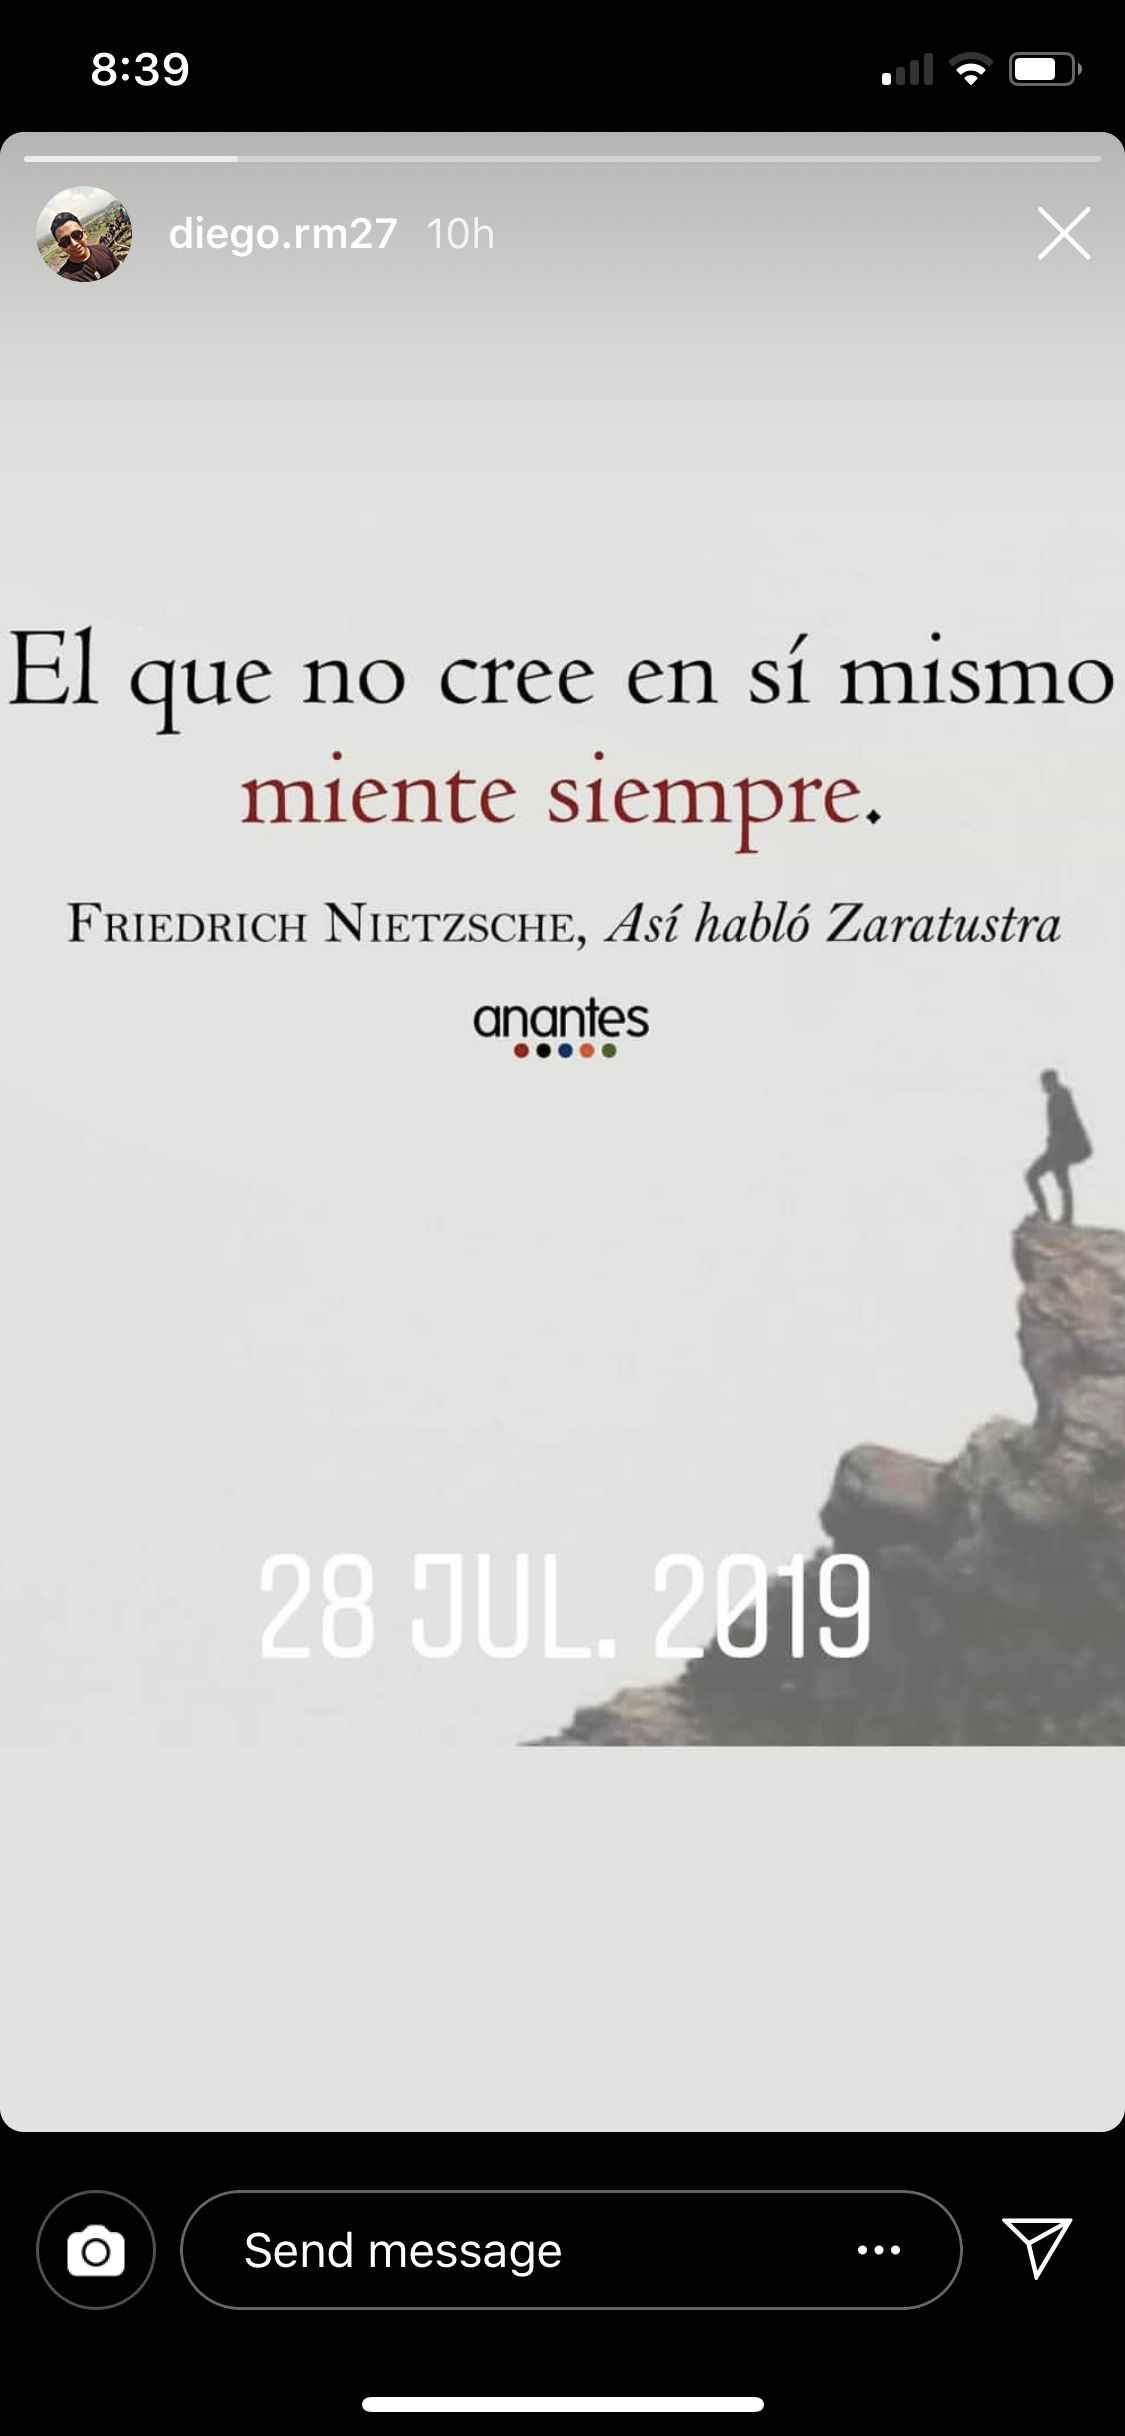 8:39
diego.rm27 10h
El que no cree en sí mismo
miente siempre.
FRIEDRICH NIETZSCHE, Así habló Zaratustra
anantes
28 JUL. 2019
Send message